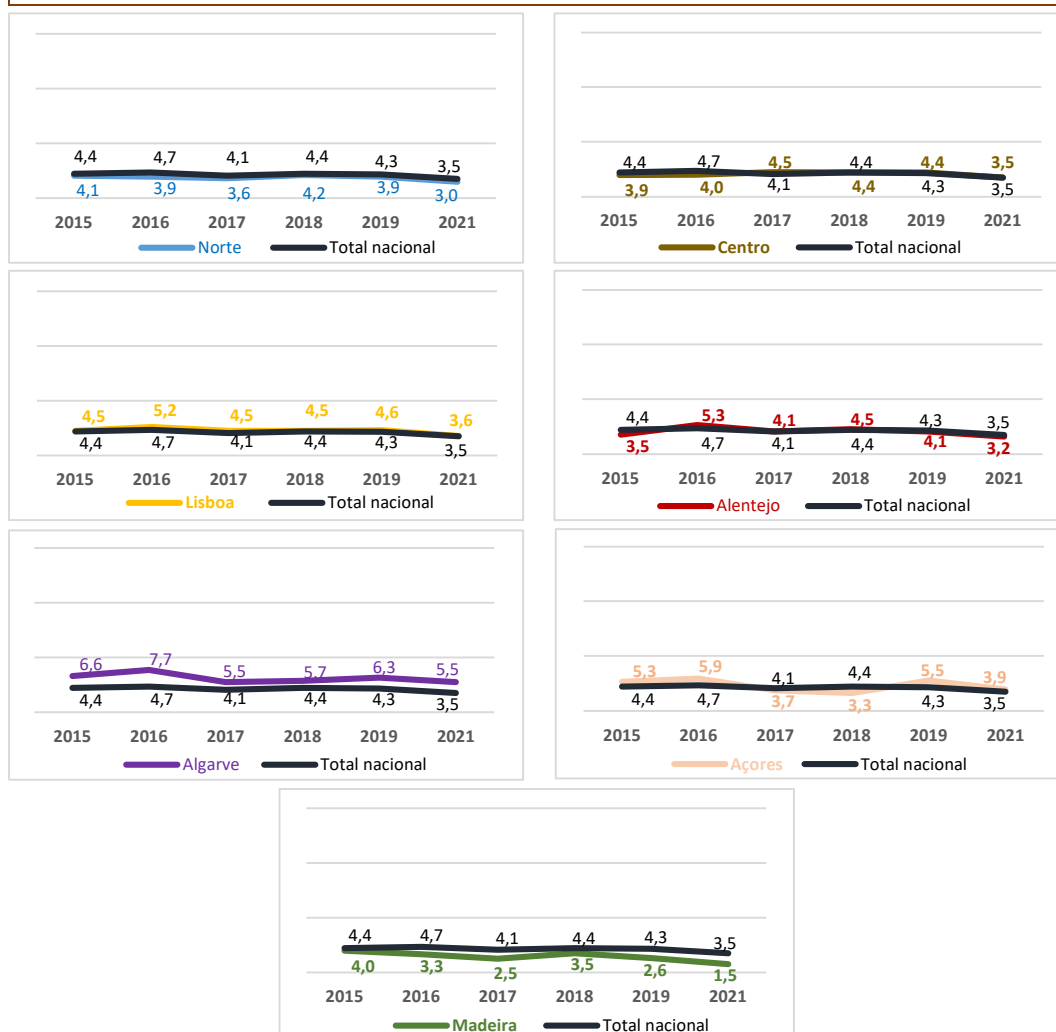 4,4 4,7 4,1 4,4 4,3 3,5
4,1 3,9 3,6 4,2 3,9 3,0
2015 2016 2017 2018 2019 2021
Norte Total nacional
4,4 4,7 4,5 4,4 4,4 3,5
3,9 4,0 4,1 4,4 4,3 3,5
2015 2016 2017 2018 2019 2021
Centro Total nacional
4,5 5,2 4,5 4,5 4,6 3,6
4,4 4,7 4,1 4,4 4,3 3,5
2015 2016 2017 2018 2019 2021
Lisboa Total nacional
4,4 5,3 4,1 4,5 4,3 3,5
3,5 4,7 4,1 4,4 4,1 3,2
2015 2016 2017 2018 2019 2021
Alentejo Total nacional
6,6 7,7 5,5 5,7 6,3 5,5
4,4 4,7 4,1 4,4 4,3 3,5
2015 2016 2017 2018 2019 2021
Algarve Total nacional
5,3 5,9 4,1 4,4 5,5 3,9
4,4 4,7 3,7 3,3 4,3 3,5
2015 2016 2017 2018 2019 2021
Açores Total nacional
4,4 4,7 4,1 4,4 4,3 3,5
4,0 3,3 2,5 3,5 2,6 1,5
2015 2016 2017 2018 2019 2021
Madeira Total nacional